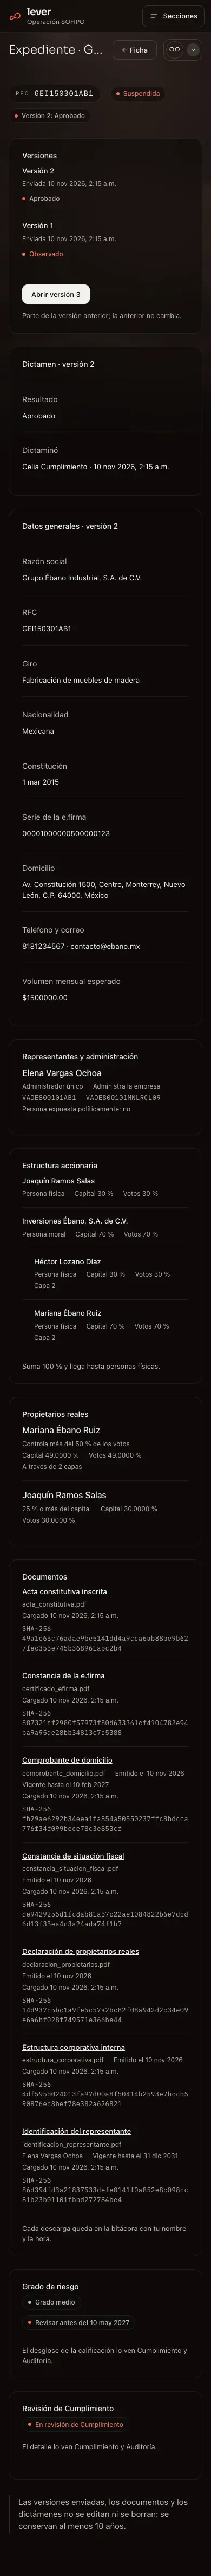 lever
Operación SOFIPO
Secciones
Expediente · G...
← Ficha
RFC GEI150301AB1
Suspendida
Versión 2: Aprobado
Versiones
Versión 2
Enviada 10 nov 2026, 2:15 a.m.
Aprobado
Versión 1
Enviada 10 nov 2026, 2:15 a.m.
Observado
Abrir versión 3
Parte de la versión anterior; la anterior no cambia.
Dictamen · versión 2
Resultado
Aprobado
Dictaminó
Celia Cumplimiento · 10 nov 2026, 2:15 a.m.
Datos generales · versión 2
Razón social
Grupo Ébano Industrial, S.A. de C.V.
RFC
GEI150301AB1
Giro
Fabricación de muebles de madera
Nacionalidad
Mexicana
Constitución
1 mar 2015
Serie de la e.firma
00001000000500000123
Domicilio
Av. Constitución 1500, Centro, Monterrey, Nuevo
León, C.P. 64000, México
Teléfono y correo
8181234567 · contacto@ebano.mx
Volumen mensual esperado
$1500000.00
Representantes y administración
Elena Vargas Ochoa
Administrador único Administra la empresa
VAOE800101AB1 VAOE800101MNLRCL09
Persona expuesta políticamente: no
Estructura accionaria
Joaquín Ramos Salas
Persona física Capital 30 % Votos 30 %
Inversiones Ébano, S.A. de C.V.
Persona moral Capital 70 % Votos 70 %
Héctor Lozano Díaz
Persona física Capital 30 % Votos 30 %
Capa 2
Mariana Ébano Ruiz
Persona física Capital 70 % Votos 70 %
Capa 2
Suma 100 % y llega hasta personas físicas.
Propietarios reales
Mariana Ébano Ruiz
Controla más del 50 % de los votos
Capital 49.0000 % Votos 49.0000 %
A través de 2 capas
Joaquín Ramos Salas
25 % o más del capital Capital 30.0000 %
Votos 30.0000 %
Documentos
Acta constitutiva inscrita
acta_constitutiva.pdf
Cargado 10 nov 2026, 2:15 a.m.
SHA-256
49a1c65c76adae9be5141dd4a9cca6ab88be9b62
7fec355e745b368961abc2b4
Constancia de la e.firma
certificado_efirma.pdf
Cargado 10 nov 2026, 2:15 a.m.
SHA-256
887321cf2980f57973f80d633361cf4104782e94
ba9a95de28bb34813c7c5388
Comprobante de domicilio
comprobante_domicilio.pdf Emitido el 10 nov 2026
Vigente hasta el 10 feb 2027
Cargado 10 nov 2026, 2:15 a.m.
SHA-256
fb29ae6292b34eea1fa854a50550237ffc8bdcca
776f34f099bece78c3e853cf
Constancia de situación fiscal
constancia_situacion_fiscal.pdf
Emitido el 10 nov 2026
Cargado 10 nov 2026, 2:15 a.m.
SHA-256
de9429255d1fc8ab81a57c22ae1084822b6e7dcd
6d13f35ea4c3a24ada74f1b7
Declaración de propietarios reales
declaracion_propietarios.pdf
Emitido el 10 nov 2026
Cargado 10 nov 2026, 2:15 a.m.
SHA-256
14d937c5bc1a9fe5c57a2bc82f08a942d2c34e09
e6a6bf028f749571e366be44
Estructura corporativa interna
estructura_corporativa.pdf Emitido el 10 nov 2026
Cargado 10 nov 2026, 2:15 a.m.
SHA-256
4df595b024013fa97d00a8f50414b2593e7bccb5
90876ec8bef78e382a626821
Identificación del representante
identificacion_representante.pdf
Elena Vargas Ochoa Vigente hasta el 31 dic 2031
Cargado 10 nov 2026, 2:15 a.m.
SHA-256
86d394fd3a21837533defe0141f0a852e8c098cc
81b23b01101fbbd272784be4
Cada descarga queda en la bitácora con tu nombre
y la hora.
Grado de riesgo
Grado medio
Revisar antes del 10 may 2027
El desglose de la calificación lo ven Cumplimiento y
Auditoría.
Revisión de Cumplimiento
En revisión de Cumplimiento
El detalle lo ven Cumplimiento y Auditoría.
Las versiones enviadas, los documentos y los
dictámenes no se editan ni se borran: se
conservan al menos 10 años.